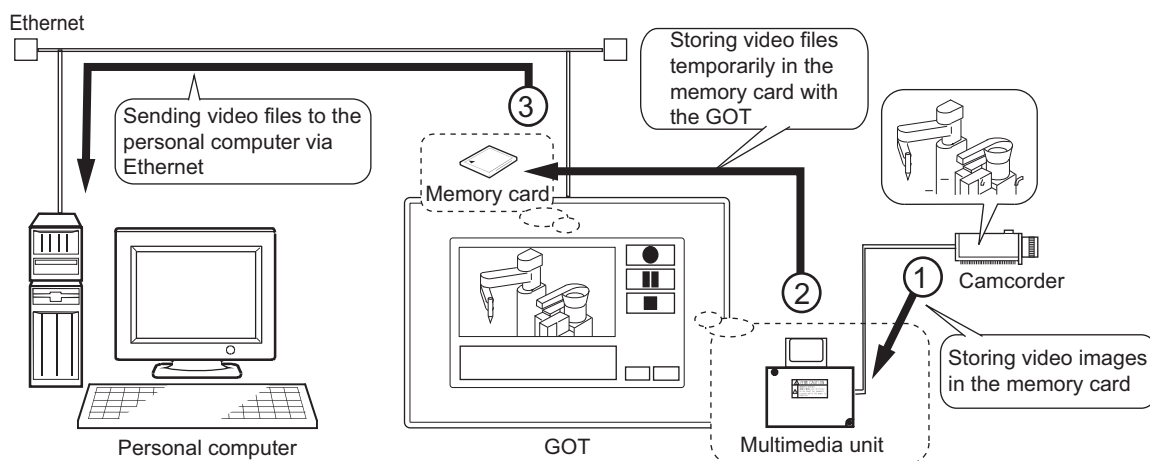 Ethernet
Storing video files
temporarily in the
memory card with
the GOT
3
Sending video files to the
personal computer via
Ethernet
Memory card
2
1
Camcorder
Storing video images
in the memory card
Personal computer
GOT
Multimedia unit